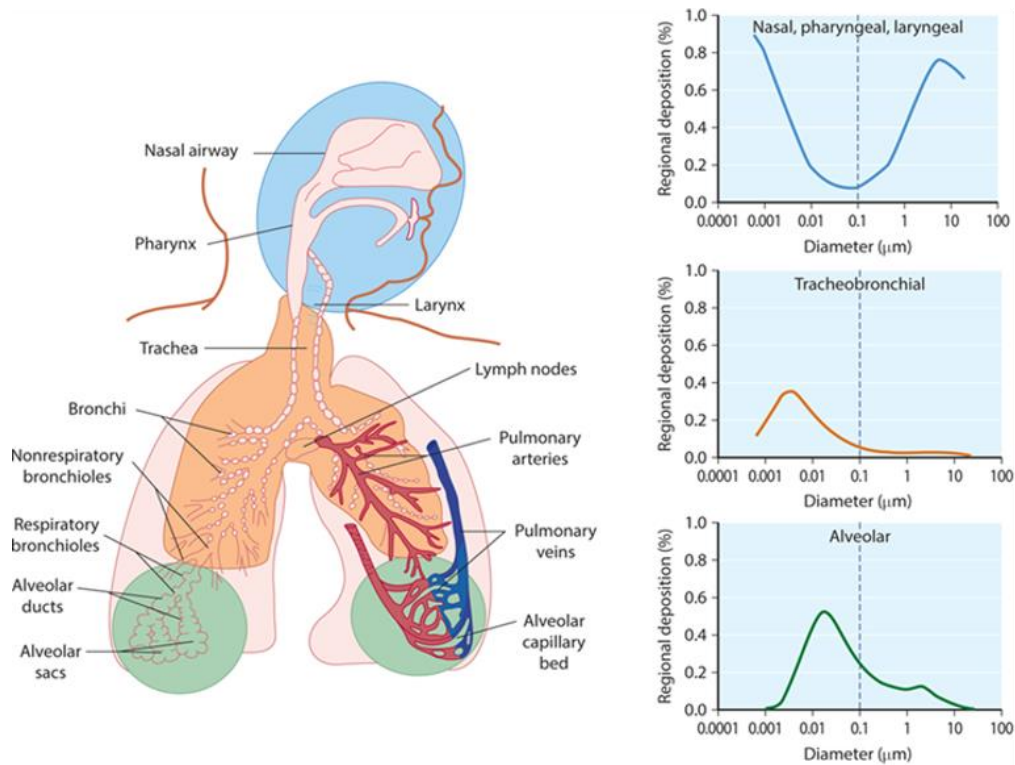 Nasal airway
Pharynx
Larynx
Trachea
Lymph nodes
Bronchi
Pulmonary
arteries
Nonrespiratory
bronchioles
Respiratory
bronchioles
Pulmonary
veins
Alveolar
ducts
Alveolar
capillary
bed
Alveolar
sacs
Nasal, pharyngeal, laryngeal
Regional deposition (%)
1.0
0.8
0.6
0.4
0.2
0.0
0.0001 0.001 0.01 0.1 1 10 100
Diameter (μm)
Tracheobronchial
Regional deposition (%)
1.0
0.8
0.6
0.4
0.2
0.0
0.0001 0.001 0.01 0.1 1 10 100
Diameter (μm)
Alveolar
Regional deposition (%)
1.0
0.8
0.6
0.4
0.2
0.0
0.0001 0.001 0.01 0.1 1 10 100
Diameter (μm)